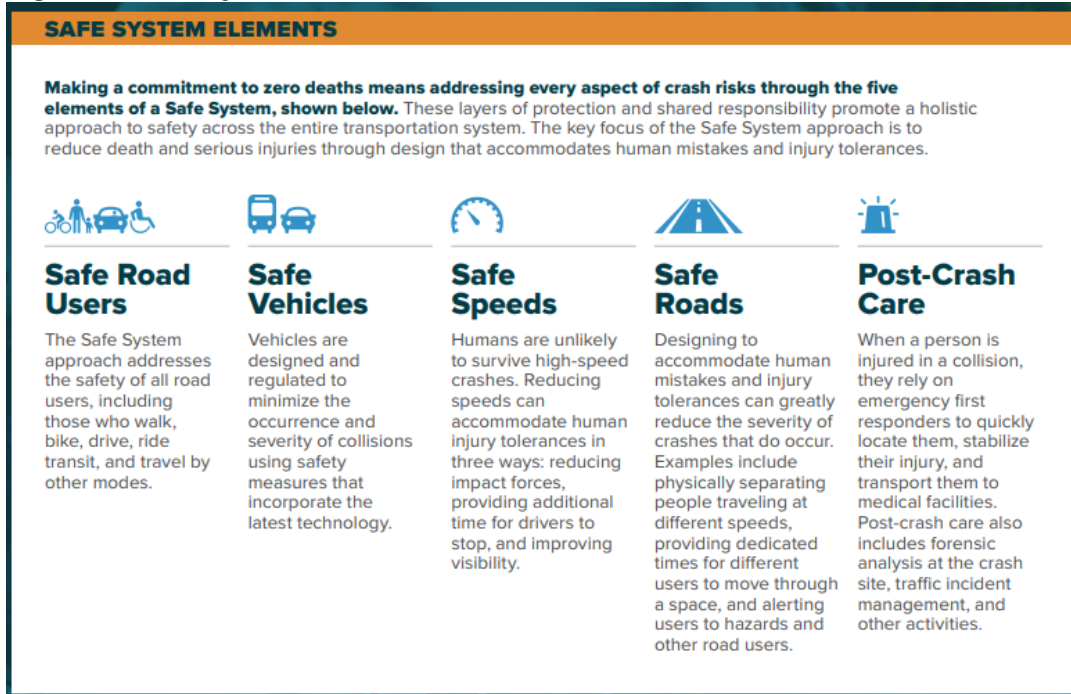 SAFE SYSTEM ELEMENTS
Making a commitment to zero deaths means addressing every aspect of crash risks through the five
elements of a Safe System, shown below. These layers of protection and shared responsibility promote a holistic
approach to safety across the entire transportation system. The key focus of the Safe System approach is to
reduce death and serious injuries through design that accommodates human mistakes and injury tolerances.
Safe Road
Users
The Safe System
approach addresses
the safety of all road
users, including
those who walk,
bike, drive, ride
transit, and travel by
other modes.
Safe
Vehicles
Vehicles are
designed and
regulated to
minimize the
occurrence and
severity of collisions
using safety
measures that
incorporate the
latest technology.
Safe
Speeds
Humans are unlikely
to survive high-speed
crashes. Reducing
speeds can
accommodate human
injury tolerances in
three ways: reducing
impact forces,
providing additional
time for drivers to
stop, and improving
visibility.
Safe
Roads
Designing to
accommodate human
mistakes and injury
tolerances can greatly
reduce the severity of
crashes that do occur.
Examples include
physically separating
people traveling at
different speeds,
providing dedicated
times for different
users to move through
a space, and alerting
users to hazards and
other road users.
Post-Crash
Care
When a person is
injured in a collision,
they rely on
emergency first
responders to quickly
locate them, stabilize
their injury, and
transport them to
medical facilities.
Post-crash care also
includes forensic
analysis at the crash
site, traffic incident
management, and
other activities.